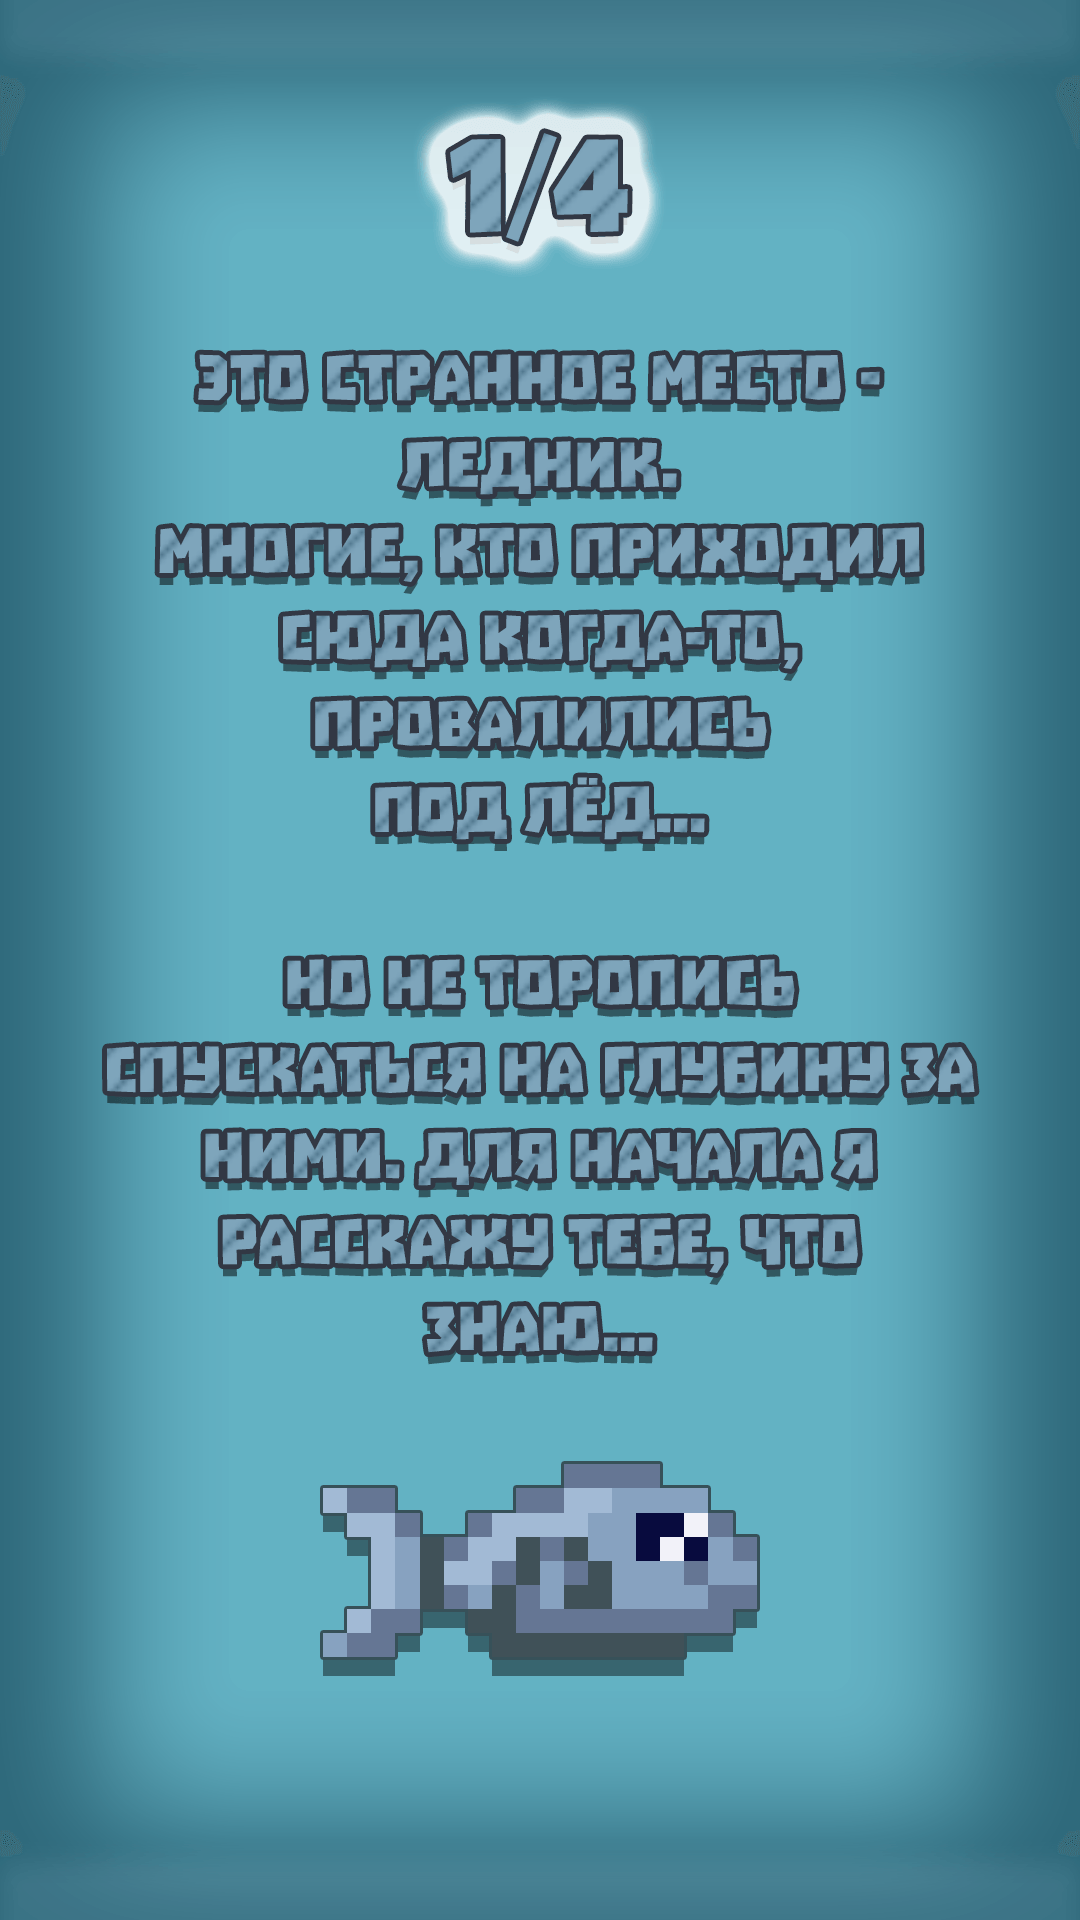 1/4
ЭТО СТРАННОЕ МЕСТО -
ЛЕДНИК.
МНОГИЕ, КТО ПРИХОДИЛ
СЮДА КОГДА-ТО,
ПРОВАЛИЛИСЬ
ПОД ЛЁД...
НО НЕ ТОРОПИСЬ
СПУСКАТЬСЯ НА ГЛУБИНУ ЗА
НИМИ. ДЛЯ НАЧАЛА Я
РАССКАЖУ ТЕБЕ, ЧТО
ЗНАЮ...